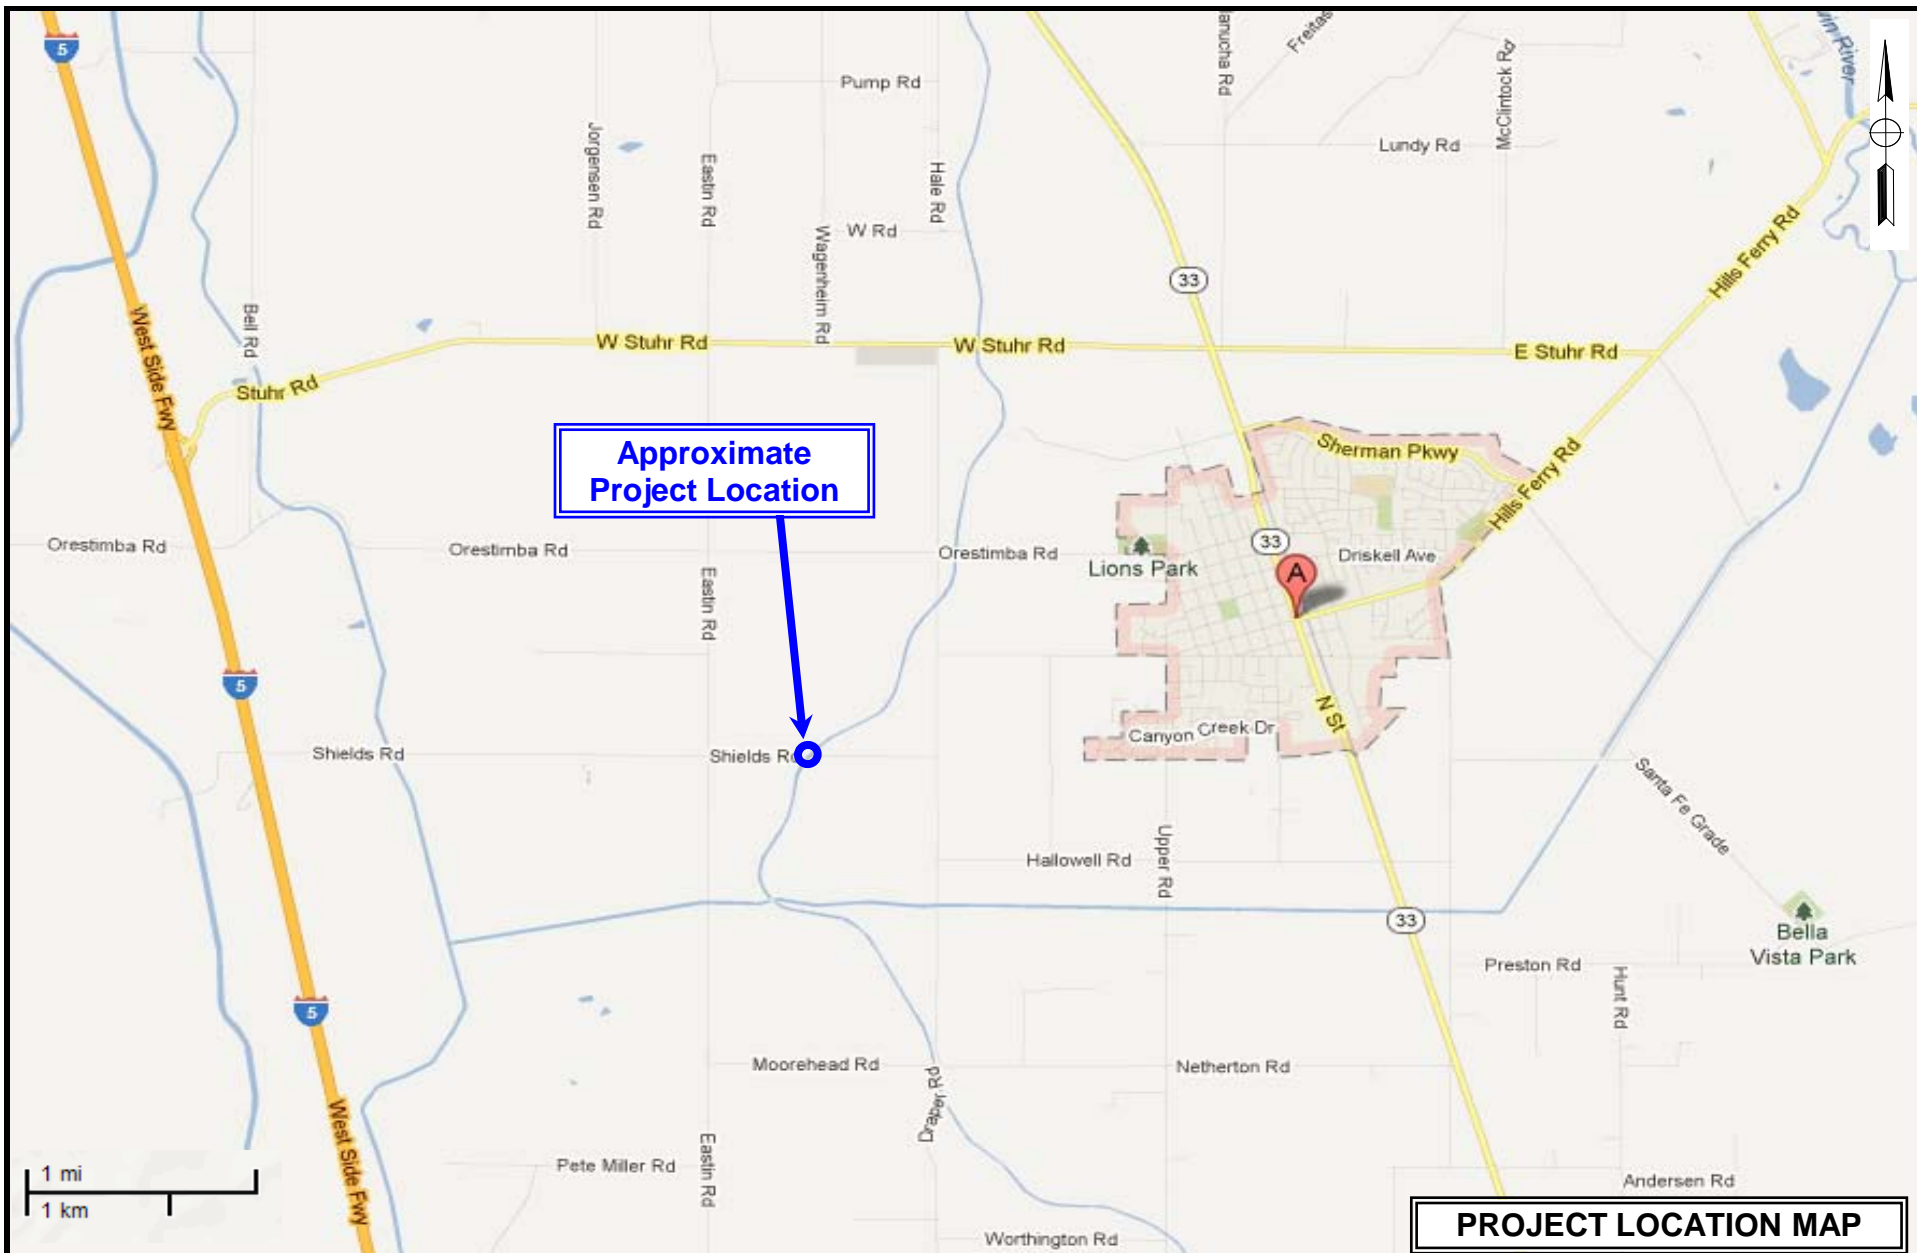 5
Pump Rd
Freitas
McClintock Rd
Lundy Rd
Jorgensen Rd
Eastin Rd
Hale Rd
W Rd
Wagenheim Rd
33
Hills Ferry Rd
Bell Rd
West Side Fwy
Stuhr Rd
W Stuhr Rd
W Stuhr Rd
E Stuhr Rd
Approximate
Project Location
Sherman Pkwy
Hills Ferry Rd
Orestimba Rd
Orestimba Rd
Orestimba Rd
Lions Park
33
Driskell Ave
A
Eastin Rd
5
N St
Canyon Creek Dr
Shields Rd
Shields Rd
Santa Fe Grade
Hallowell Rd
Upper Rd
33
Bella
Vista Park
Preston Rd
Hunt Rd
5
Moorehead Rd
Netherton Rd
Draper Rd
West Side Fwy
Pete Miller Rd
Eastin Rd
Andersen Rd
1 mi
1 km
Worthington Rd
PROJECT LOCATION MAP